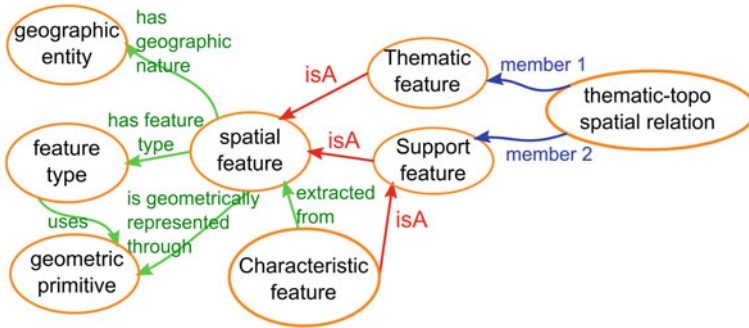 geographic
entity
has
geographic
nature
isA
Thematic
feature
member 1
thematic-topo
spatial relation
has feature
type
feature
type
spatial
feature
isA
Support
feature
member 2
is geometrically
represented
through
uses
extracted
from
isA
geometric
primitive
Characteristic
feature